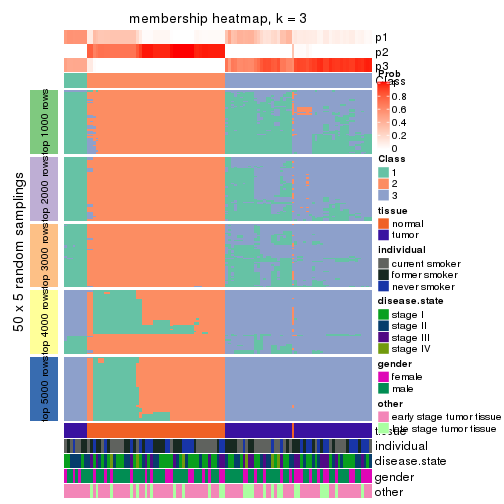 membership heatmap, k = 3
p1
p2
p3
Class
Prob
1
0.8
0.6
0.4
0.2
0
Class
1
2
3
tissue
normal
tumor
individual
current smoker
former smoker
never smoker
disease.state
stage I
stage II
stage III
stage IV
gender
female
male
other
early stage tumor tissue
late stage tumor tissue
50 x 5 random samplings
top 1000 rows
top 2000 rows
top 3000 rows
top 4000 rows
top 5000 rows
tissue
individual
disease.state
gender
other